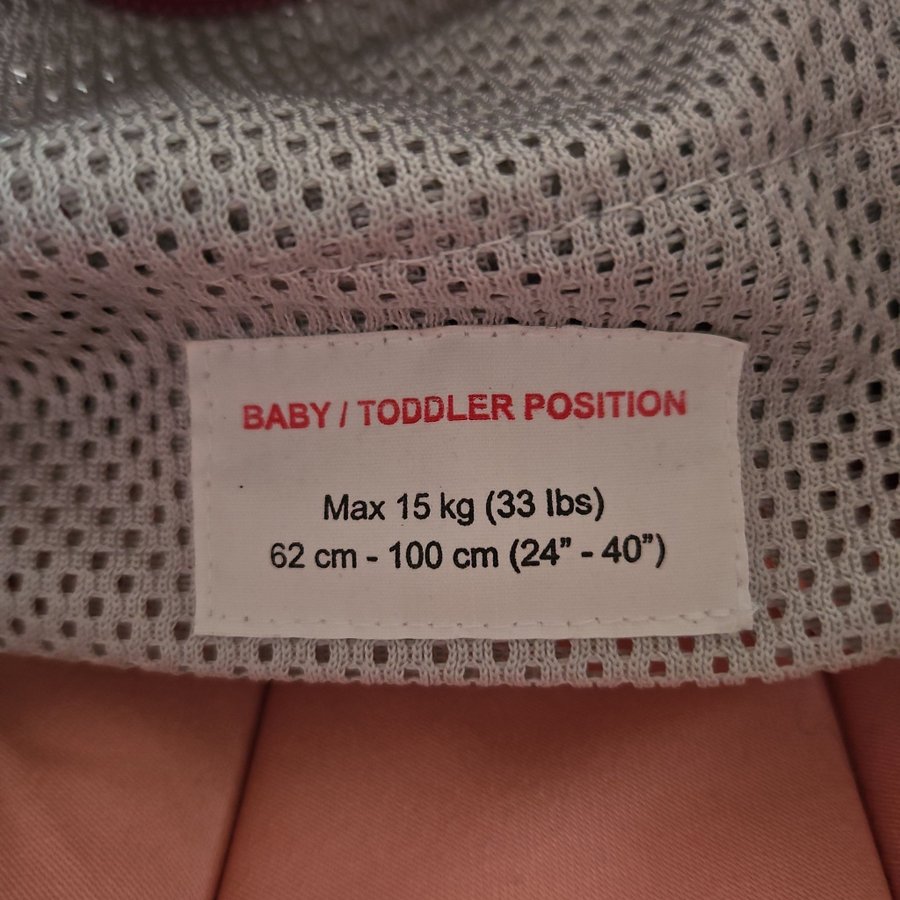 BABY / TODDLER POSITION
Max 15 kg (33 lbs)
62 cm - 100 cm (24” - 40”)